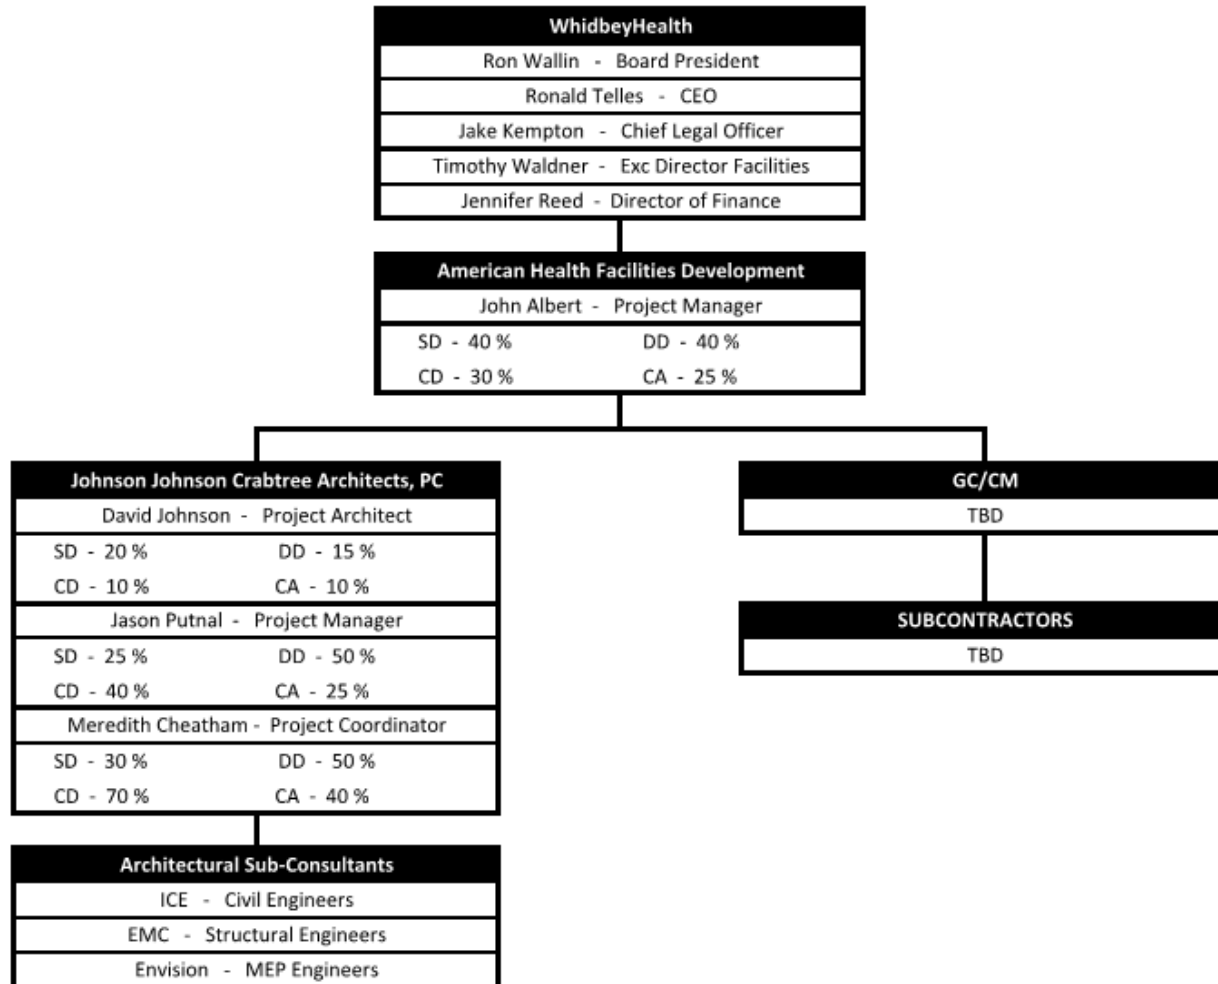 WhidbeyHealth
Ron Wallin - Board President
Ronald Telles - CEO
Jake Kempton - Chief Legal Officer
Timothy Waldner - Exc Director Facilities
Jennifer Reed - Director of Finance
American Health Facilities Development
John Albert - Project Manager
SD - 40 % DD - 40 %
CD - 30 % CA - 25 %
Johnson Johnson Crabtree Architects, PC
David Johnson - Project Architect
SD - 20 % DD - 15 %
CD - 10 % CA - 10 %
Jason Putnal - Project Manager
SD - 25 % DD - 50 %
CD - 40 % CA - 25 %
Meredith Cheatham - Project Coordinator
SD - 30 % DD - 50 %
CD - 70 % CA - 40 %
Architectural Sub-Consultants
ICE - Civil Engineers
EMC - Structural Engineers
Envision - MEP Engineers
GC/CM
TBD
SUBCONTRACTORS
TBD